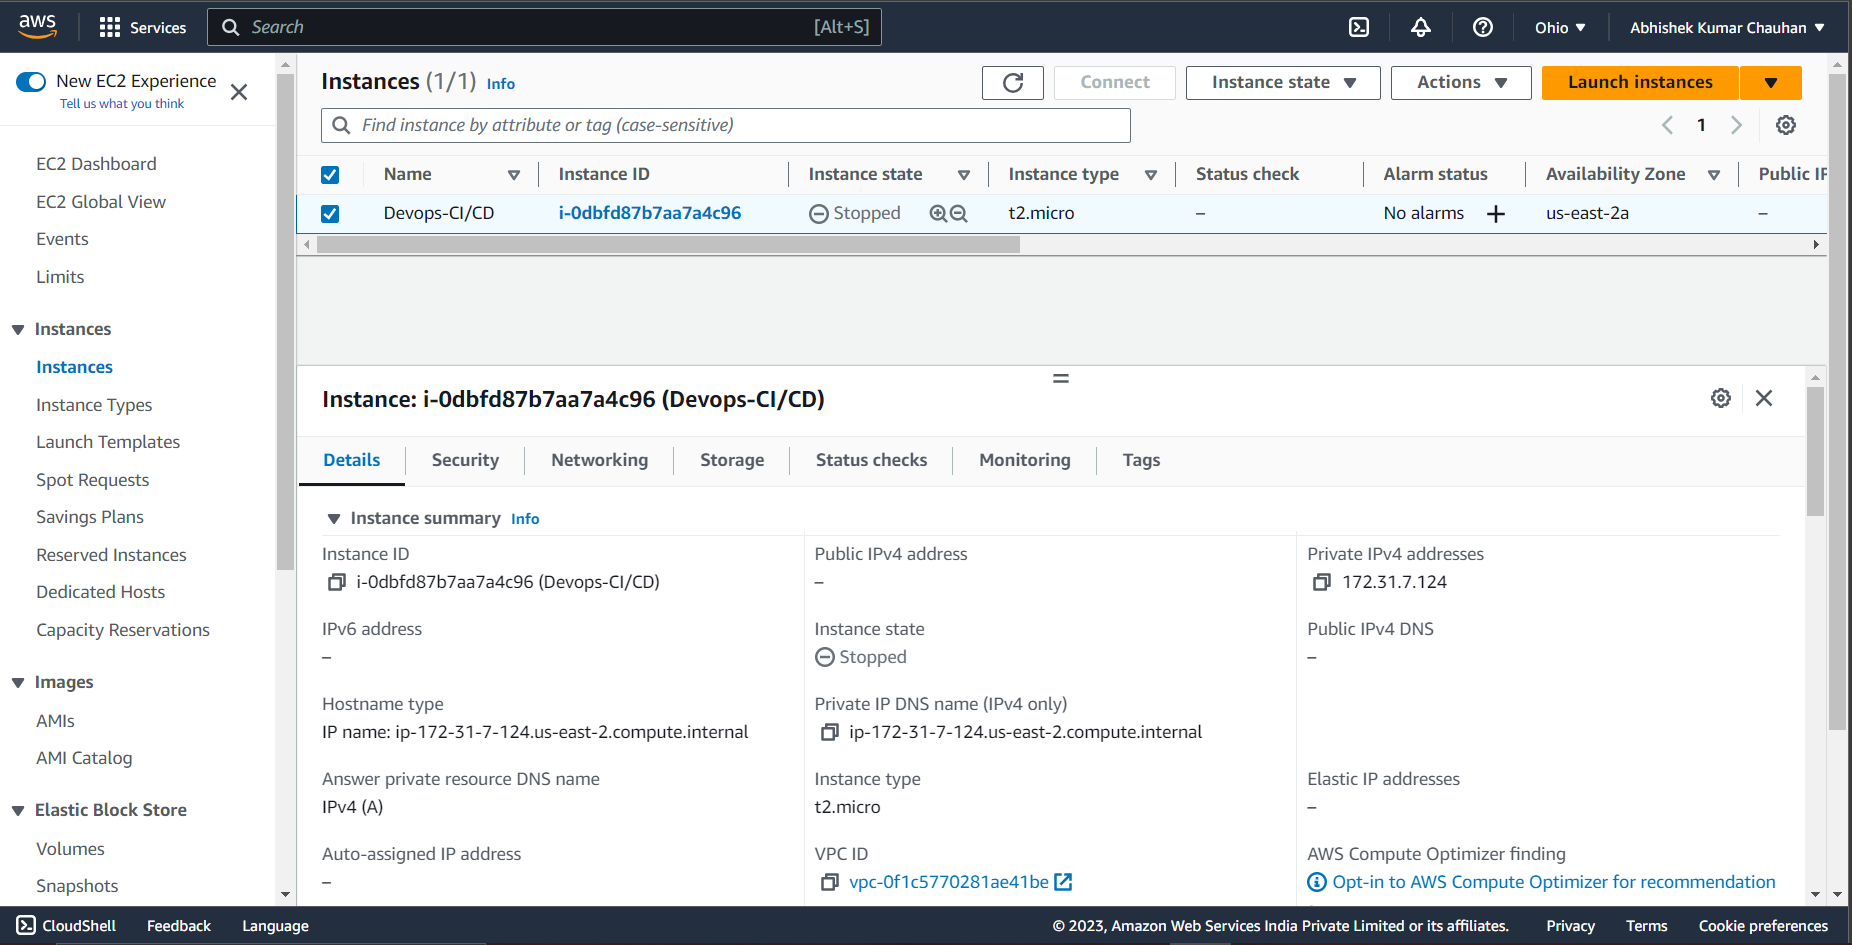 aws
Services
Search
[Alt+S]
Ohio
Abhishek Kumar Chauhan
New EC2 Experience
Tell us what you think
EC2 Dashboard
EC2 Global View
Events
Limits
Instances
Instances
Instance Types
Launch Templates
Spot Requests
Savings Plans
Reserved Instances
Dedicated Hosts
Capacity Reservations
Images
AMIs
AMI Catalog
Elastic Block Store
Volumes
Snapshots
Instances (1/1) Info
Connect
Instance state
Actions
Launch instances
Find instance by attribute or tag (case-sensitive)
1
Name Instance ID Instance state Instance type Status check Alarm status Availability Zone Public IP
Devops-CI/CD i-0dbfd87b7aa7a4c96 Stopped t2.micro – No alarms + us-east-2a –
Instance: i-0dbfd87b7aa7a4c96 (Devops-CI/CD)
Details Security Networking Storage Status checks Monitoring Tags
Instance summary Info
Instance ID
i-0dbfd87b7aa7a4c96 (Devops-CI/CD)
Public IPv4 address
–
Private IPv4 addresses
172.31.7.124
IPv6 address
–
Instance state
Stopped
Public IPv4 DNS
–
Hostname type
IP name: ip-172-31-7-124.us-east-2.compute.internal
Private IP DNS name (IPv4 only)
ip-172-31-7-124.us-east-2.compute.internal
Answer private resource DNS name
IPv4 (A)
Instance type
t2.micro
Elastic IP addresses
–
Auto-assigned IP address
–
VPC ID
vpc-0f1c5770281ae41be
AWS Compute Optimizer finding
Opt-in to AWS Compute Optimizer for recommendation
CloudShell Feedback Language
© 2023, Amazon Web Services India Private Limited or its affiliates. Privacy Terms Cookie preferences